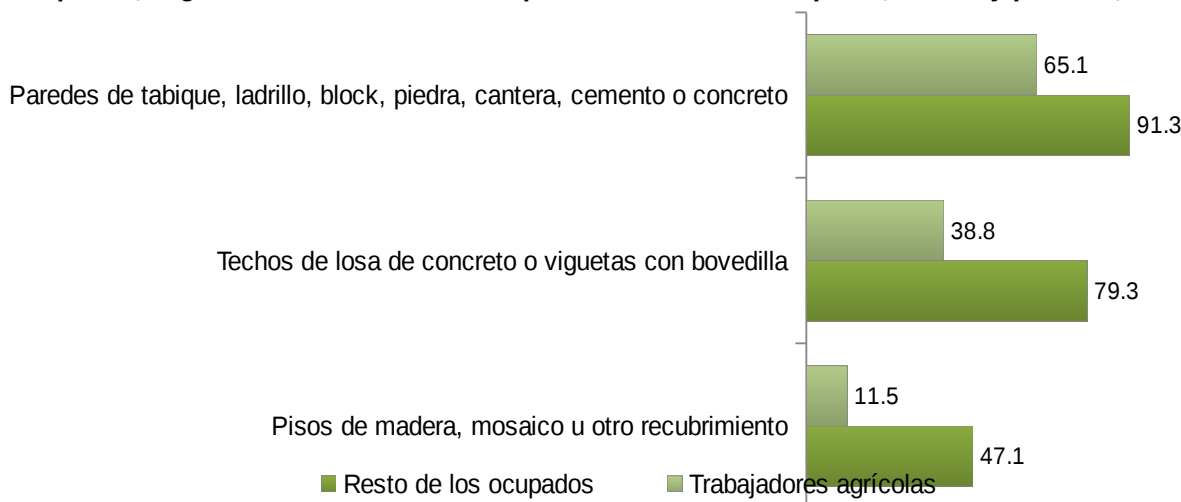 65.1
Paredes de tabique, ladrillo, block, piedra, cantera, cemento o concreto
91.3
38.8
Techos de losa de concreto o viguetas con bovedilla
79.3
11.5
Pisos de madera, mosaico u otro recubrimiento
47.1
Resto de los ocupados Trabajadores agrícolas